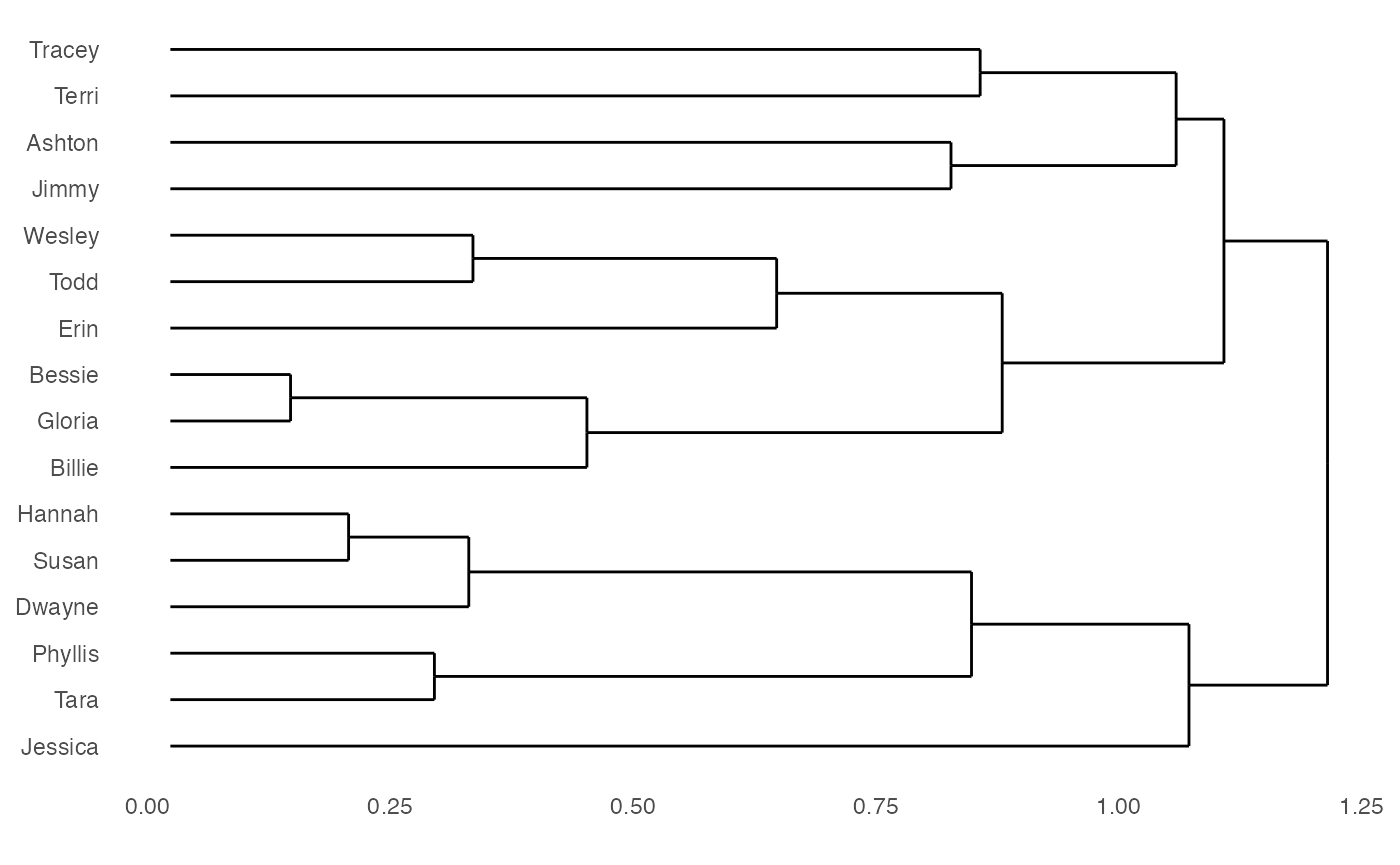 Tracey
Terri
Ashton
Jimmy
Wesley
Todd
Erin
Bessie
Gloria
Billie
Hannah
Susan
Dwayne
Phyllis
Tara
Jessica
0.00 0.25 0.50 0.75 1.00 1.25